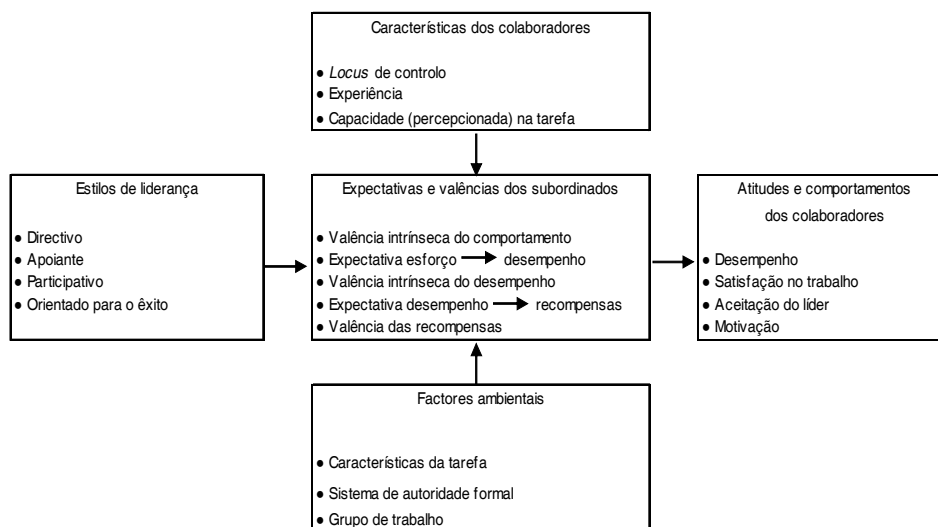 Características dos colaboradores
● Locus de controlo
● Experiência
● Capacidade (percepcionada) na tarefa
Estilos de liderança
● Directivo
● Apoiante
● Participativo
● Orientado para o êxito
Expectativas e valências dos subordinados
● Valência intrínseca do comportamento
● Expectativa esforço → desempenho
● Valência intrínseca do desempenho
● Expectativa desempenho → recompensas
● Valência das recompensas
Atitudes e comportamentos
dos colaboradores
● Desempenho
● Satisfação no trabalho
● Aceitação do líder
● Motivação
Factores ambientais
● Características da tarefa
● Sistema de autoridade formal
● Grupo de trabalho